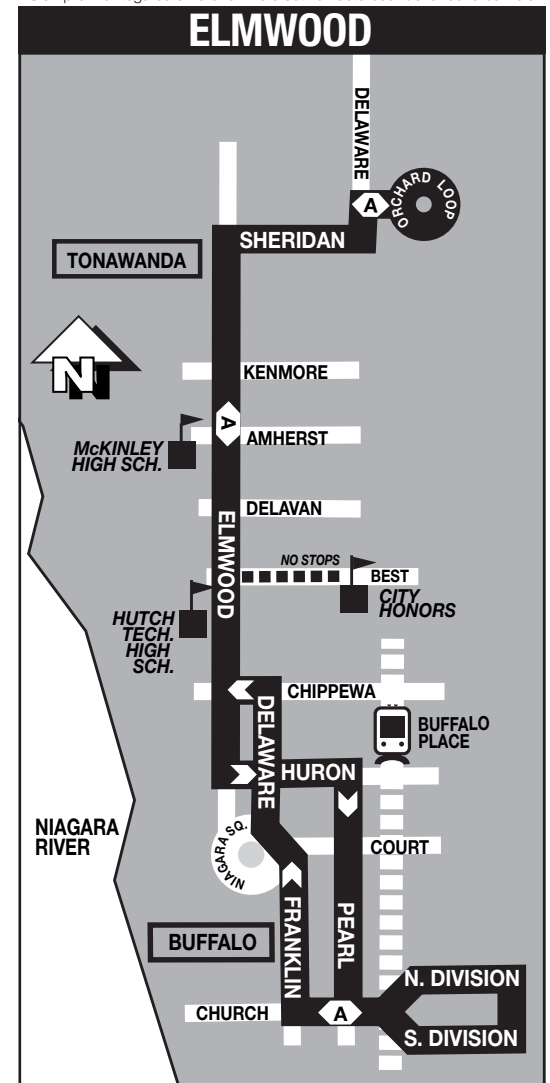 ELMWOOD
DELAWARE
A
ORCHARD LOOP
SHERIDAN
TONAWANDA
N
KENMORE
A
AMHERST
McKINLEY
HIGH SCH.
DELAVAN
ELMWOOD
NO STOPS
BEST
CITY
HONORS
HUTCH
TECH.
HIGH
SCH.
CHIPPEWA
DELAWARE
BUFFALO
PLACE
HURON
NIAGARA
RIVER
NIAGARA SQ.
COURT
FRANKLIN
PEARL
BUFFALO
N. DIVISION
CHURCH
A
S. DIVISION